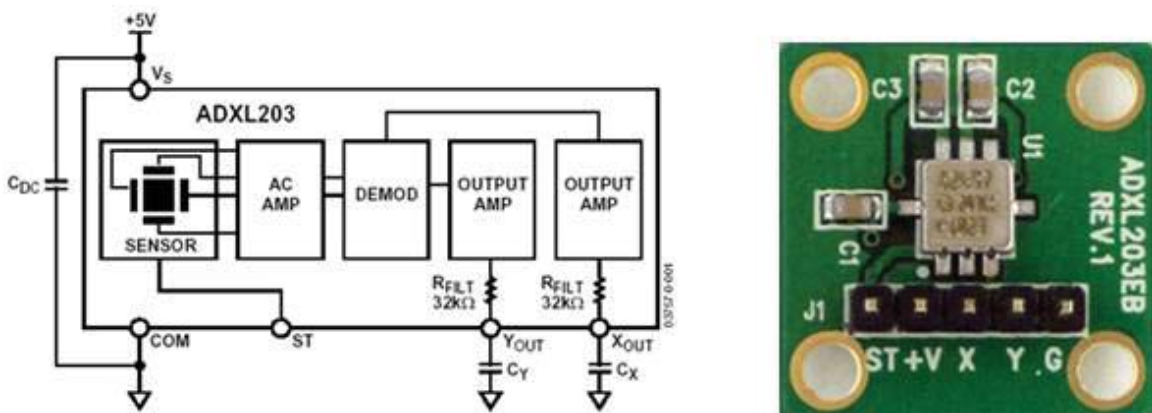 +5V
VS
ADXL203
CDC
SENSOR
AC
AMP
DEMOD
OUTPUT
AMP
OUTPUT
AMP
RFILT
32kΩ
RFILT
32kΩ
COM
ST
YOUT
XOUT
CY
CX
C3
C2
U1
C1
ADXL203EB
REV.1
J1
ST +V X Y .G